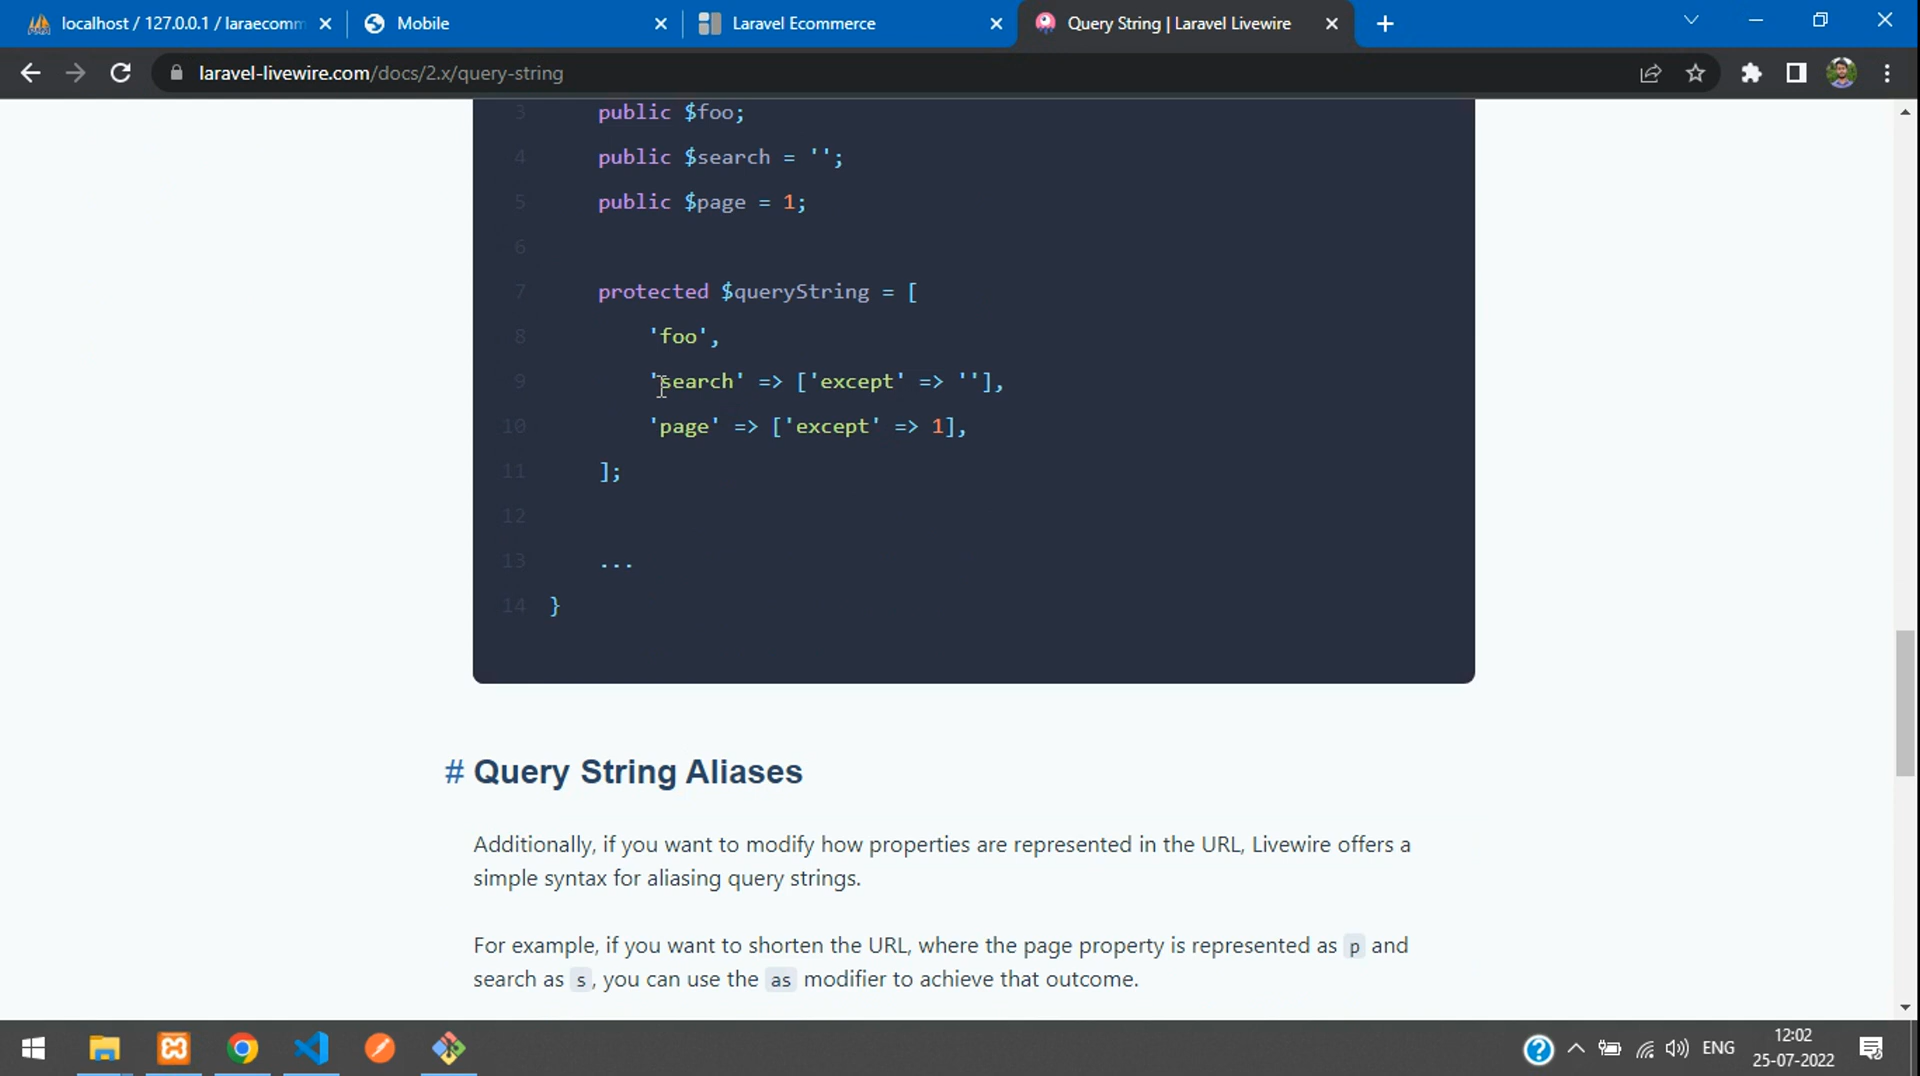 localhost / 127.0.0.1 / laraecomm
Mobile
Laravel Ecommerce
Query String | Laravel Livewire
laravel-livewire.com/docs/2.x/query-string
3 public $foo;
4 public $search = '';
5 public $page = 1;
6
7 protected $queryString = [
8 'foo',
9 'search' => ['except' => ''],
10 'page' => ['except' => 1],
11 ];
12
13 ...
14 }
# Query String Aliases
Additionally, if you want to modify how properties are represented in the URL, Livewire offers a
simple syntax for aliasing query strings.
For example, if you want to shorten the URL, where the page property is represented as p and
search as s, you can use the as modifier to achieve that outcome.
ENG
12:02
25-07-2022